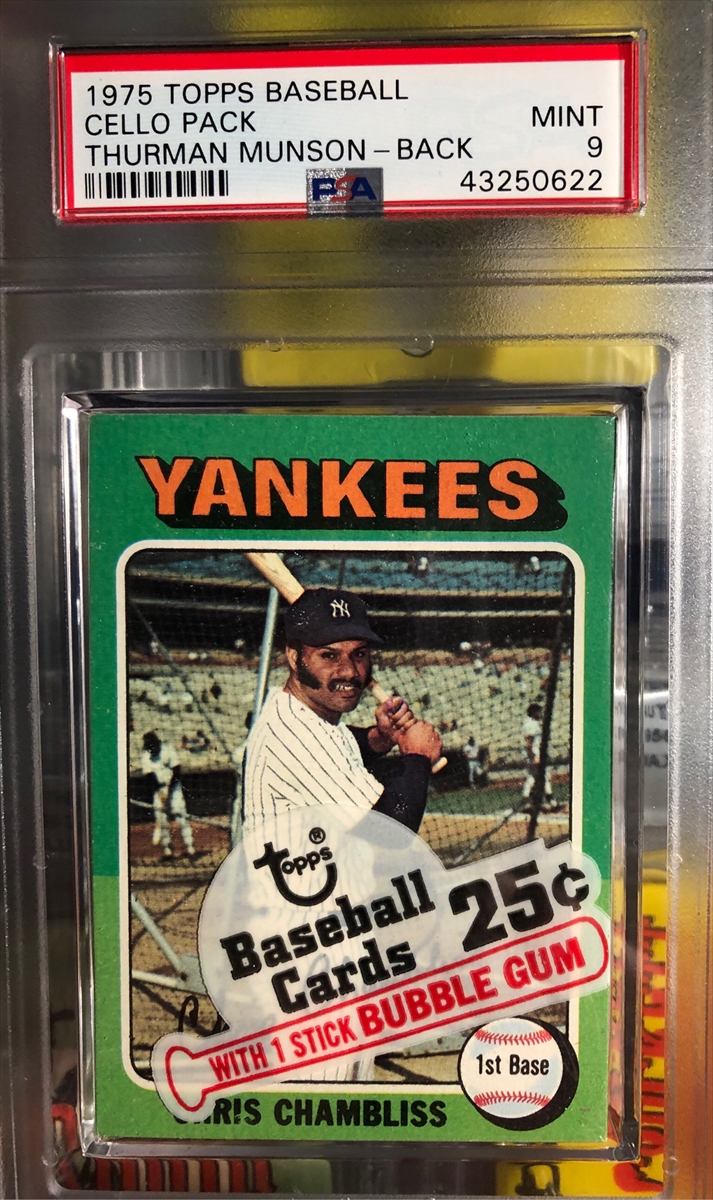 1975 TOPPS BASEBALL
CELLO PACK MINT
THURMAN MUNSON - BACK 9
PSA 43250622
YANKEES
NY
Topps®
Baseball 25¢
Cards
WITH 1 STICK BUBBLE GUM
1st Base
CHRIS CHAMBLISS